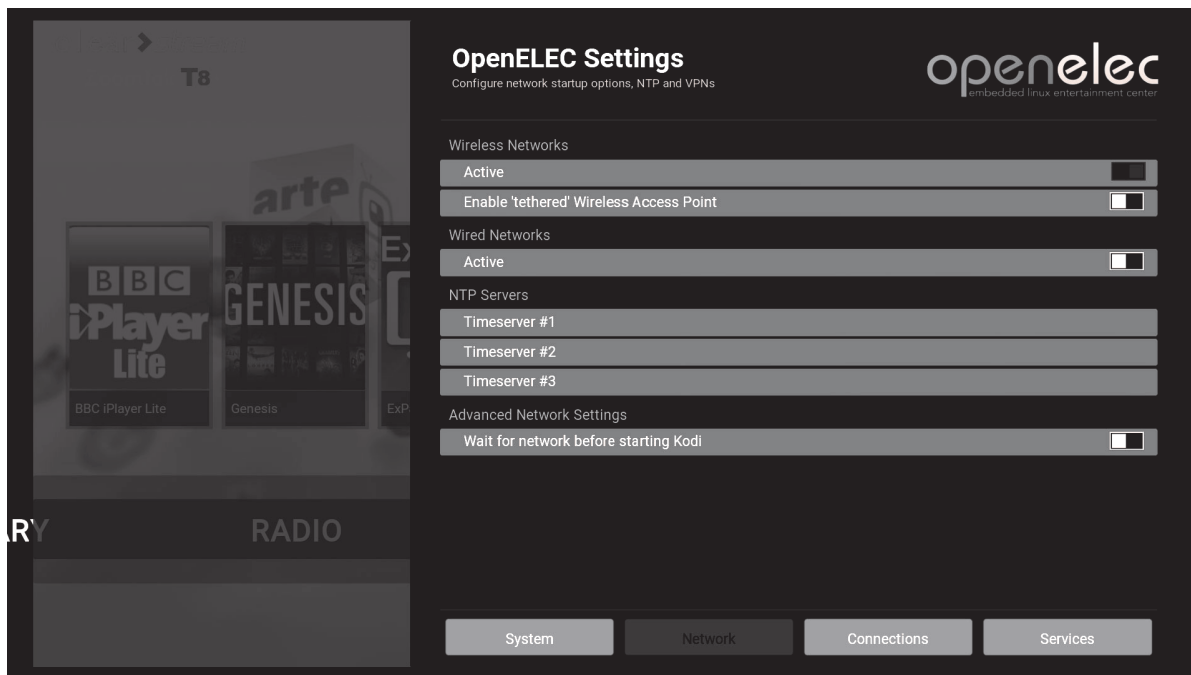 T8
arte
BBC
iPlayer
Lite
BBC iPlayer Lite
GENESIS
Genesis
Ex
ExP
ARY
RADIO
OpenELEC Settings
Configure network startup options, NTP and VPNs
openelec
embedded linux entertainment center
Wireless Networks
Active
Enable 'tethered' Wireless Access Point
Wired Networks
Active
NTP Servers
Timeserver #1
Timeserver #2
Timeserver #3
Advanced Network Settings
Wait for network before starting Kodi
System
Network
Connections
Services